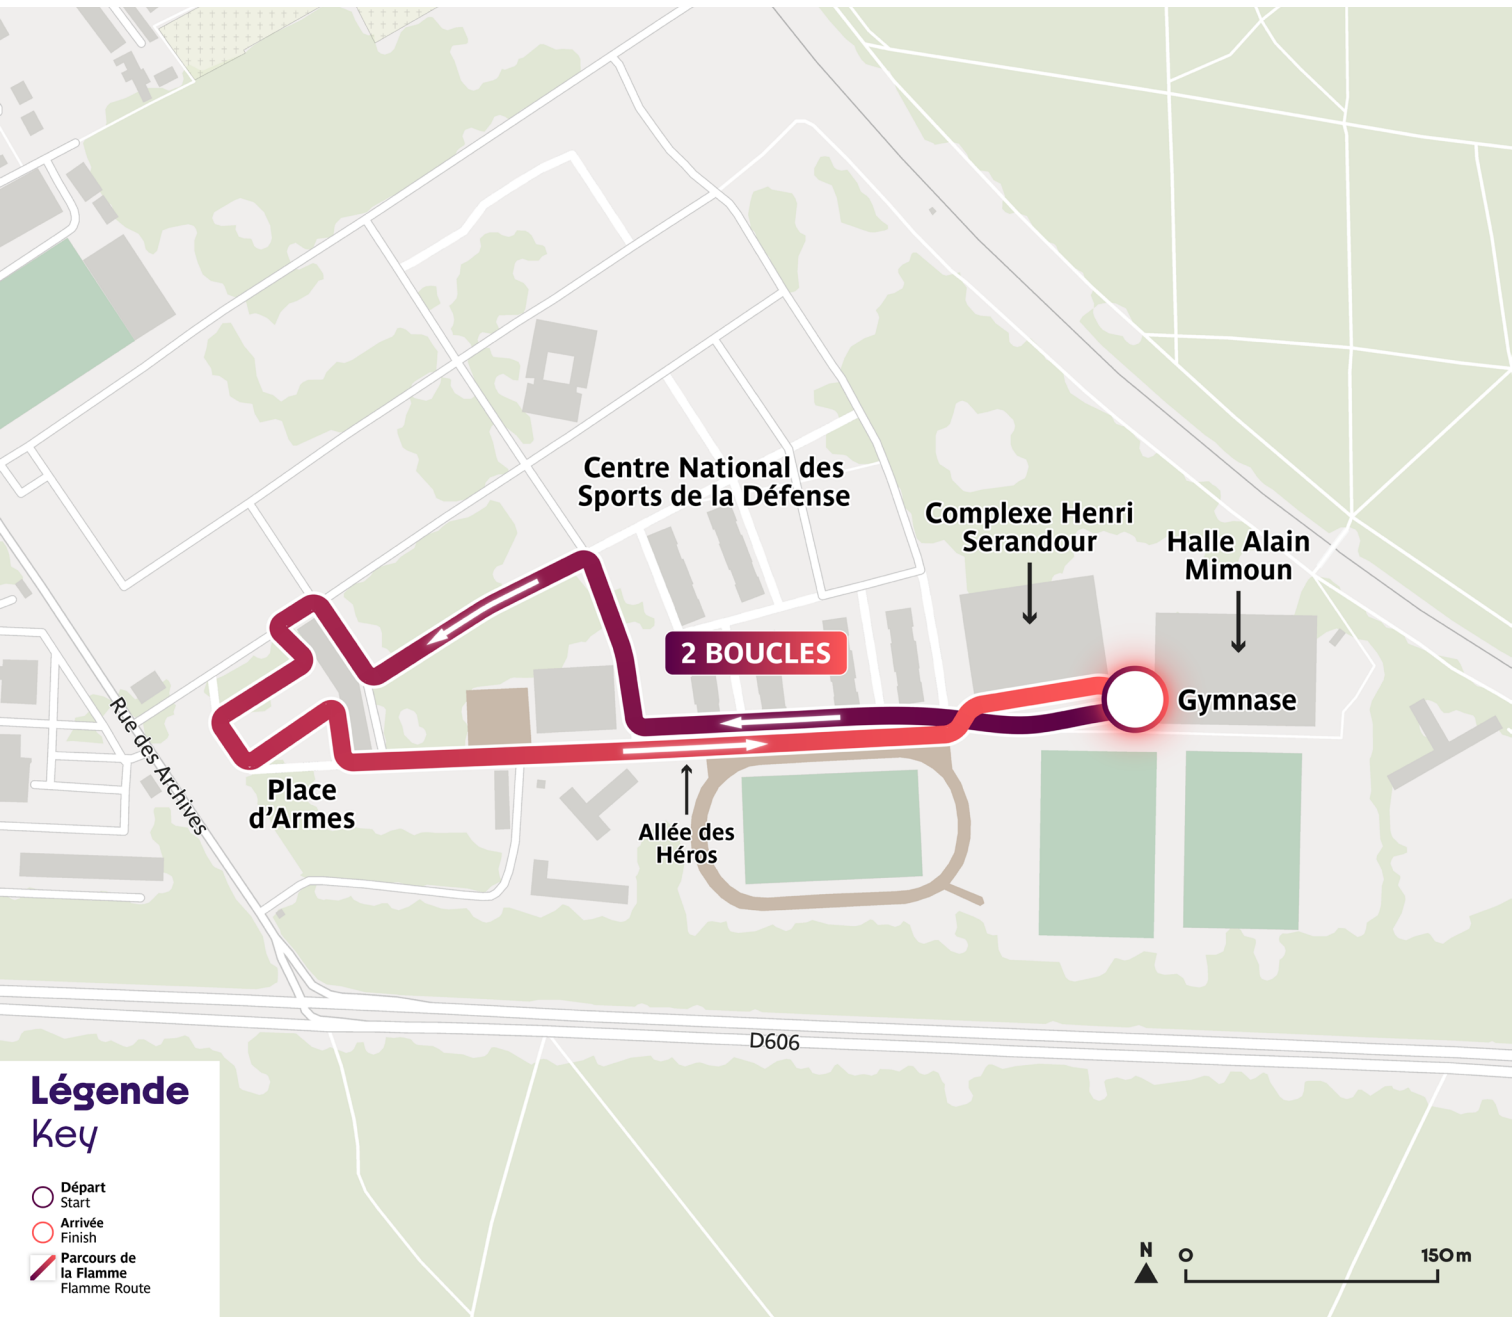 Centre National des
Sports de la Défense
Complexe Henri
Serandour
Halle Alain
Mimoun
2 BOUCLES
Gymnase
Rue des Archives
Place
d'Armes
Allée des
Héros
D606
Légende
Key
Départ
Start
Arrivée
Finish
Parcours de
la Flamme
Flamme Route
N
0
150m